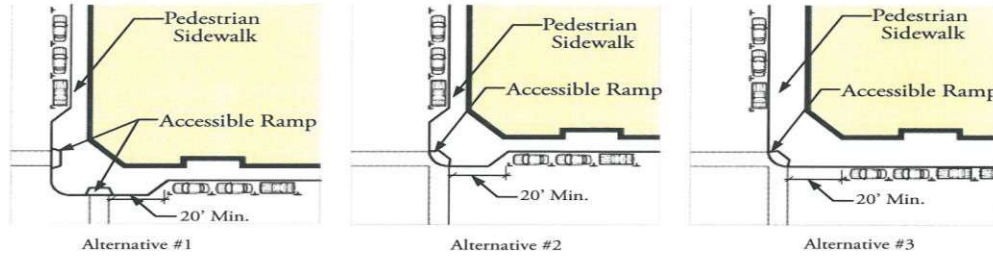 Pedestrian
Sidewalk
Accessible Ramp
20' Min.
Alternative #1
Pedestrian
Sidewalk
Accessible Ramp
20' Min.
Alternative #2
Pedestrian
Sidewalk
Accessible Ramp
20' Min.
Alternative #3